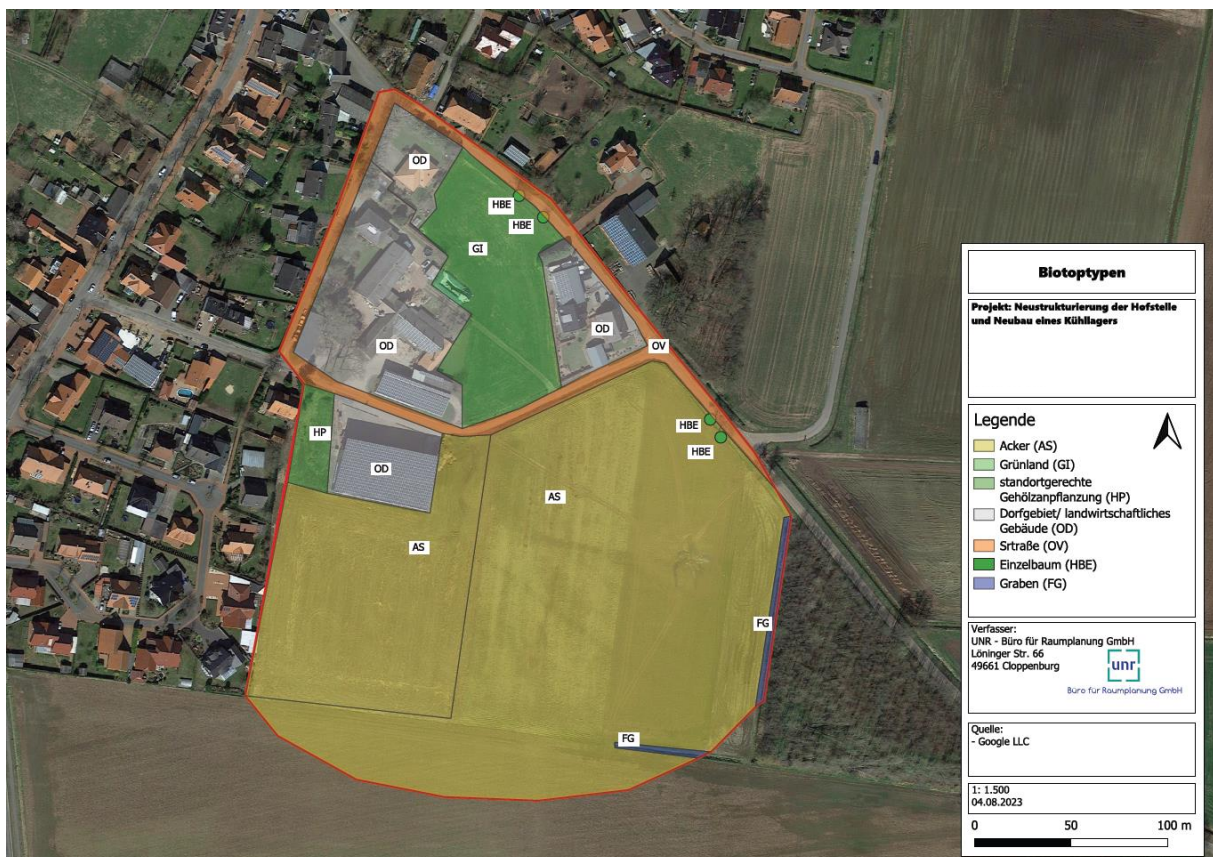 OD
HBE
HBE
GI
OD
OV
OD
HBE
HP
HBE
OD
AS
AS
FG
FG
Biotoptypen
Projekt: Neustrukturierung der Hofstelle
und Neubau eines Kühllagers
Legende
Acker (AS)
Grünland (GI)
standortgerechte
Gehölzanpflanzung (HP)
Dorfgebiet/ landwirtschaftliches
Gebäude (OD)
Srtraße (OV)
Einzelbaum (HBE)
Graben (FG)
Verfasser:
UNR - Büro für Raumplanung GmbH
Löninger Str. 66
49661 Cloppenburg
unr
Büro für Raumplanung GmbH
Quelle:
- Google LLC
1: 1.500
04.08.2023
0 50 100 m